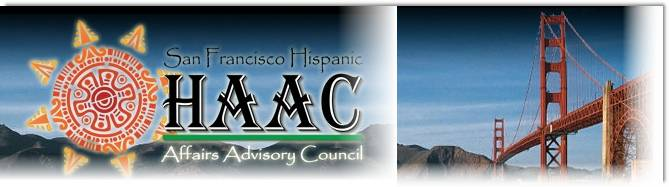 San Francisco Hispanic
HAAC
Affairs Advisory Council